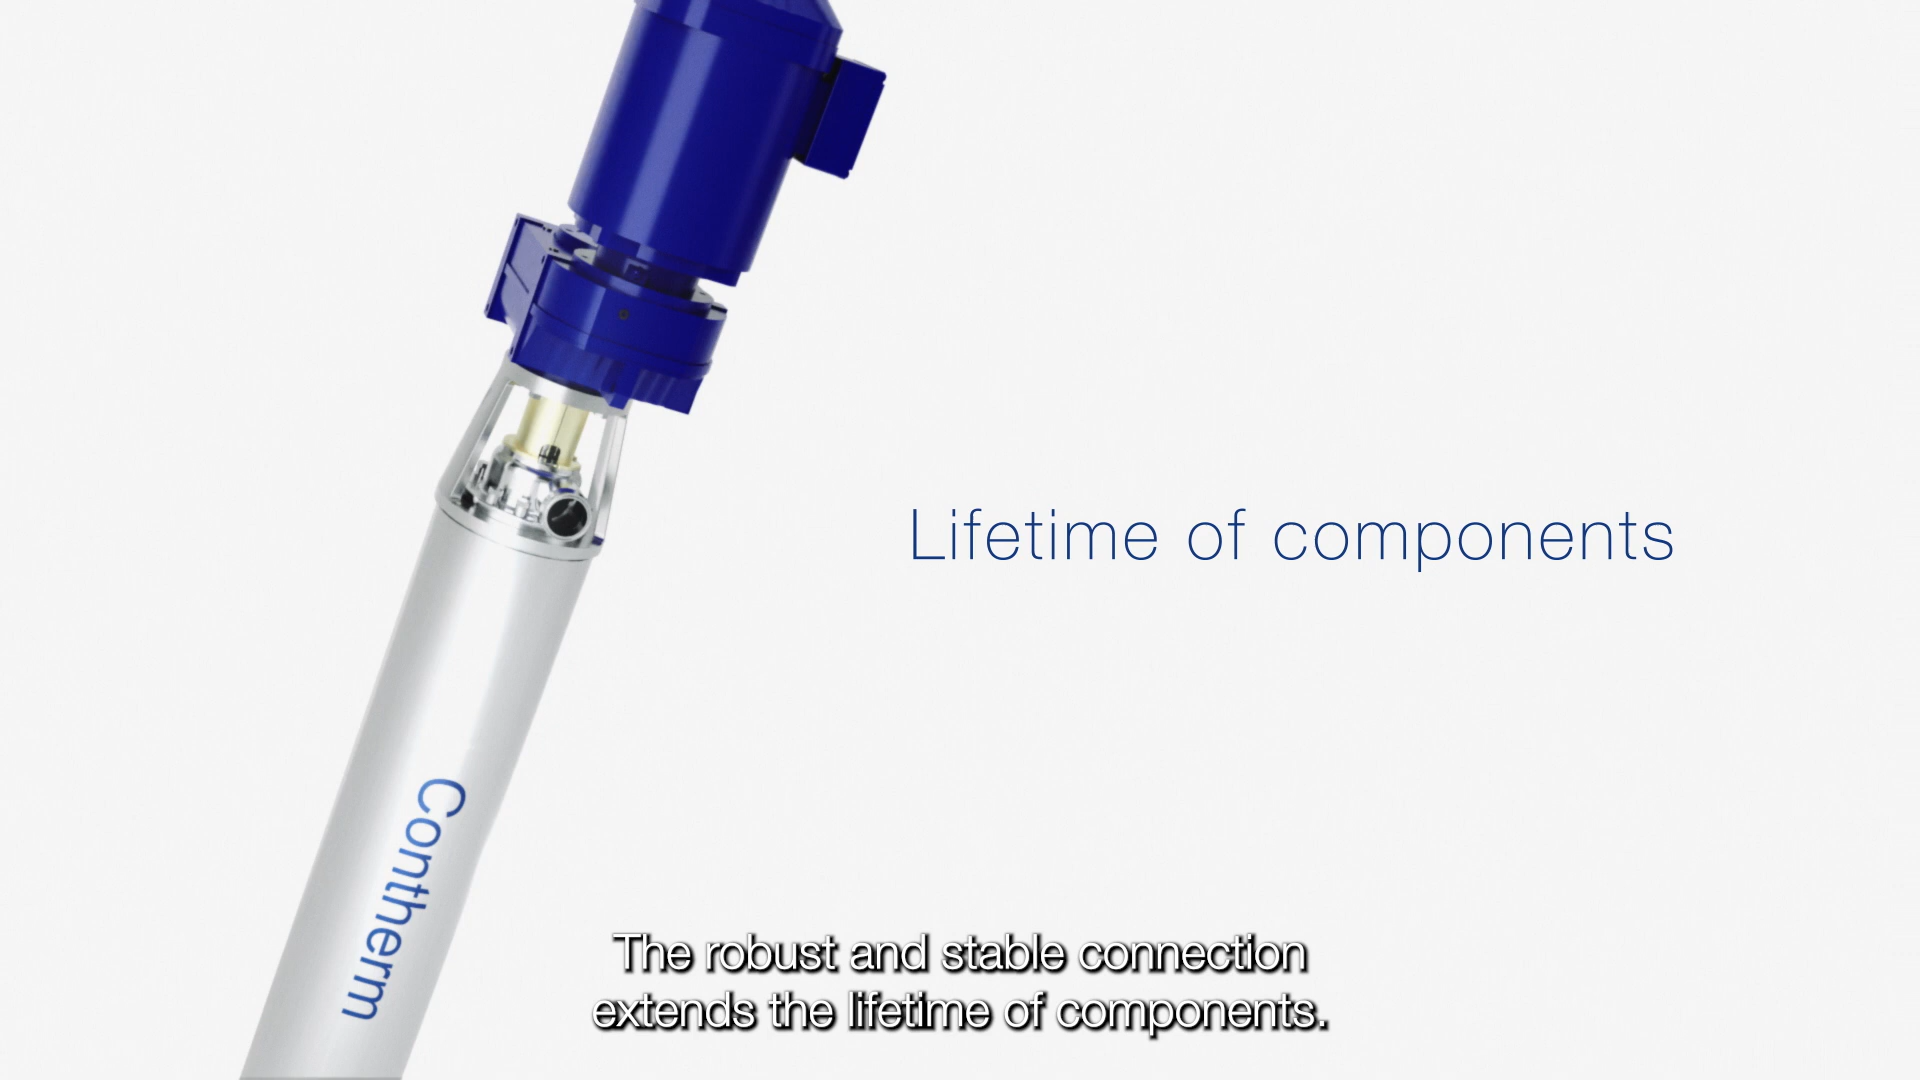 Lifetime of components
Contherm
The robust and stable connection
extends the lifetime of components.